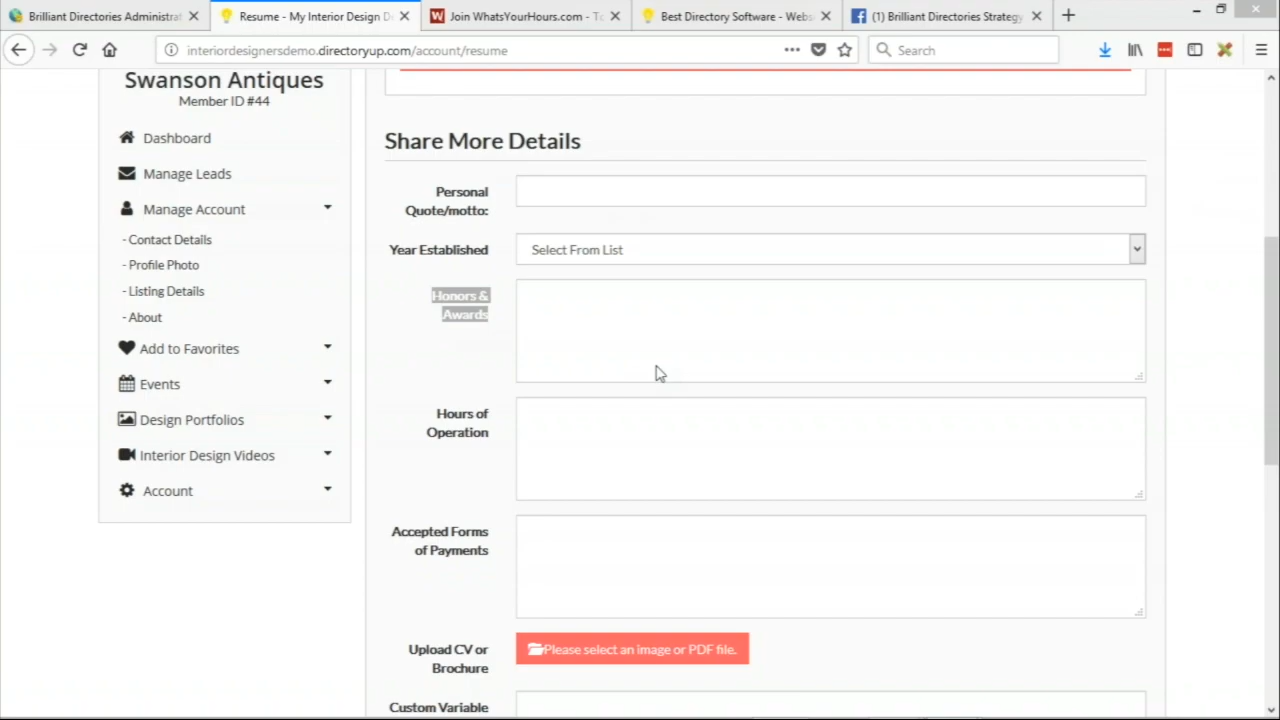 Brilliant Directories Administrat
Resume - My Interior Design D
Join WhatsYourHours.com - To
Best Directory Software - Webs
() Brilliant Directories Strategy
interiordesignersdemo.directoryup.com/account/resume
Search
Swanson Antiques
Member ID #44
Dashboard
Manage Leads
Manage Account
- Contact Details
- Profile Photo
- Listing Details
- About
Add to Favorites
Events
Design Portfolios
Interior Design Videos
Account
Share More Details
Personal
Quote/motto:
Year Established
Select From List
Honors &
Awards
Hours of
Operation
Accepted Forms
of Payments
Upload CV or
Brochure
Please select an image or PDF file.
Custom Variable